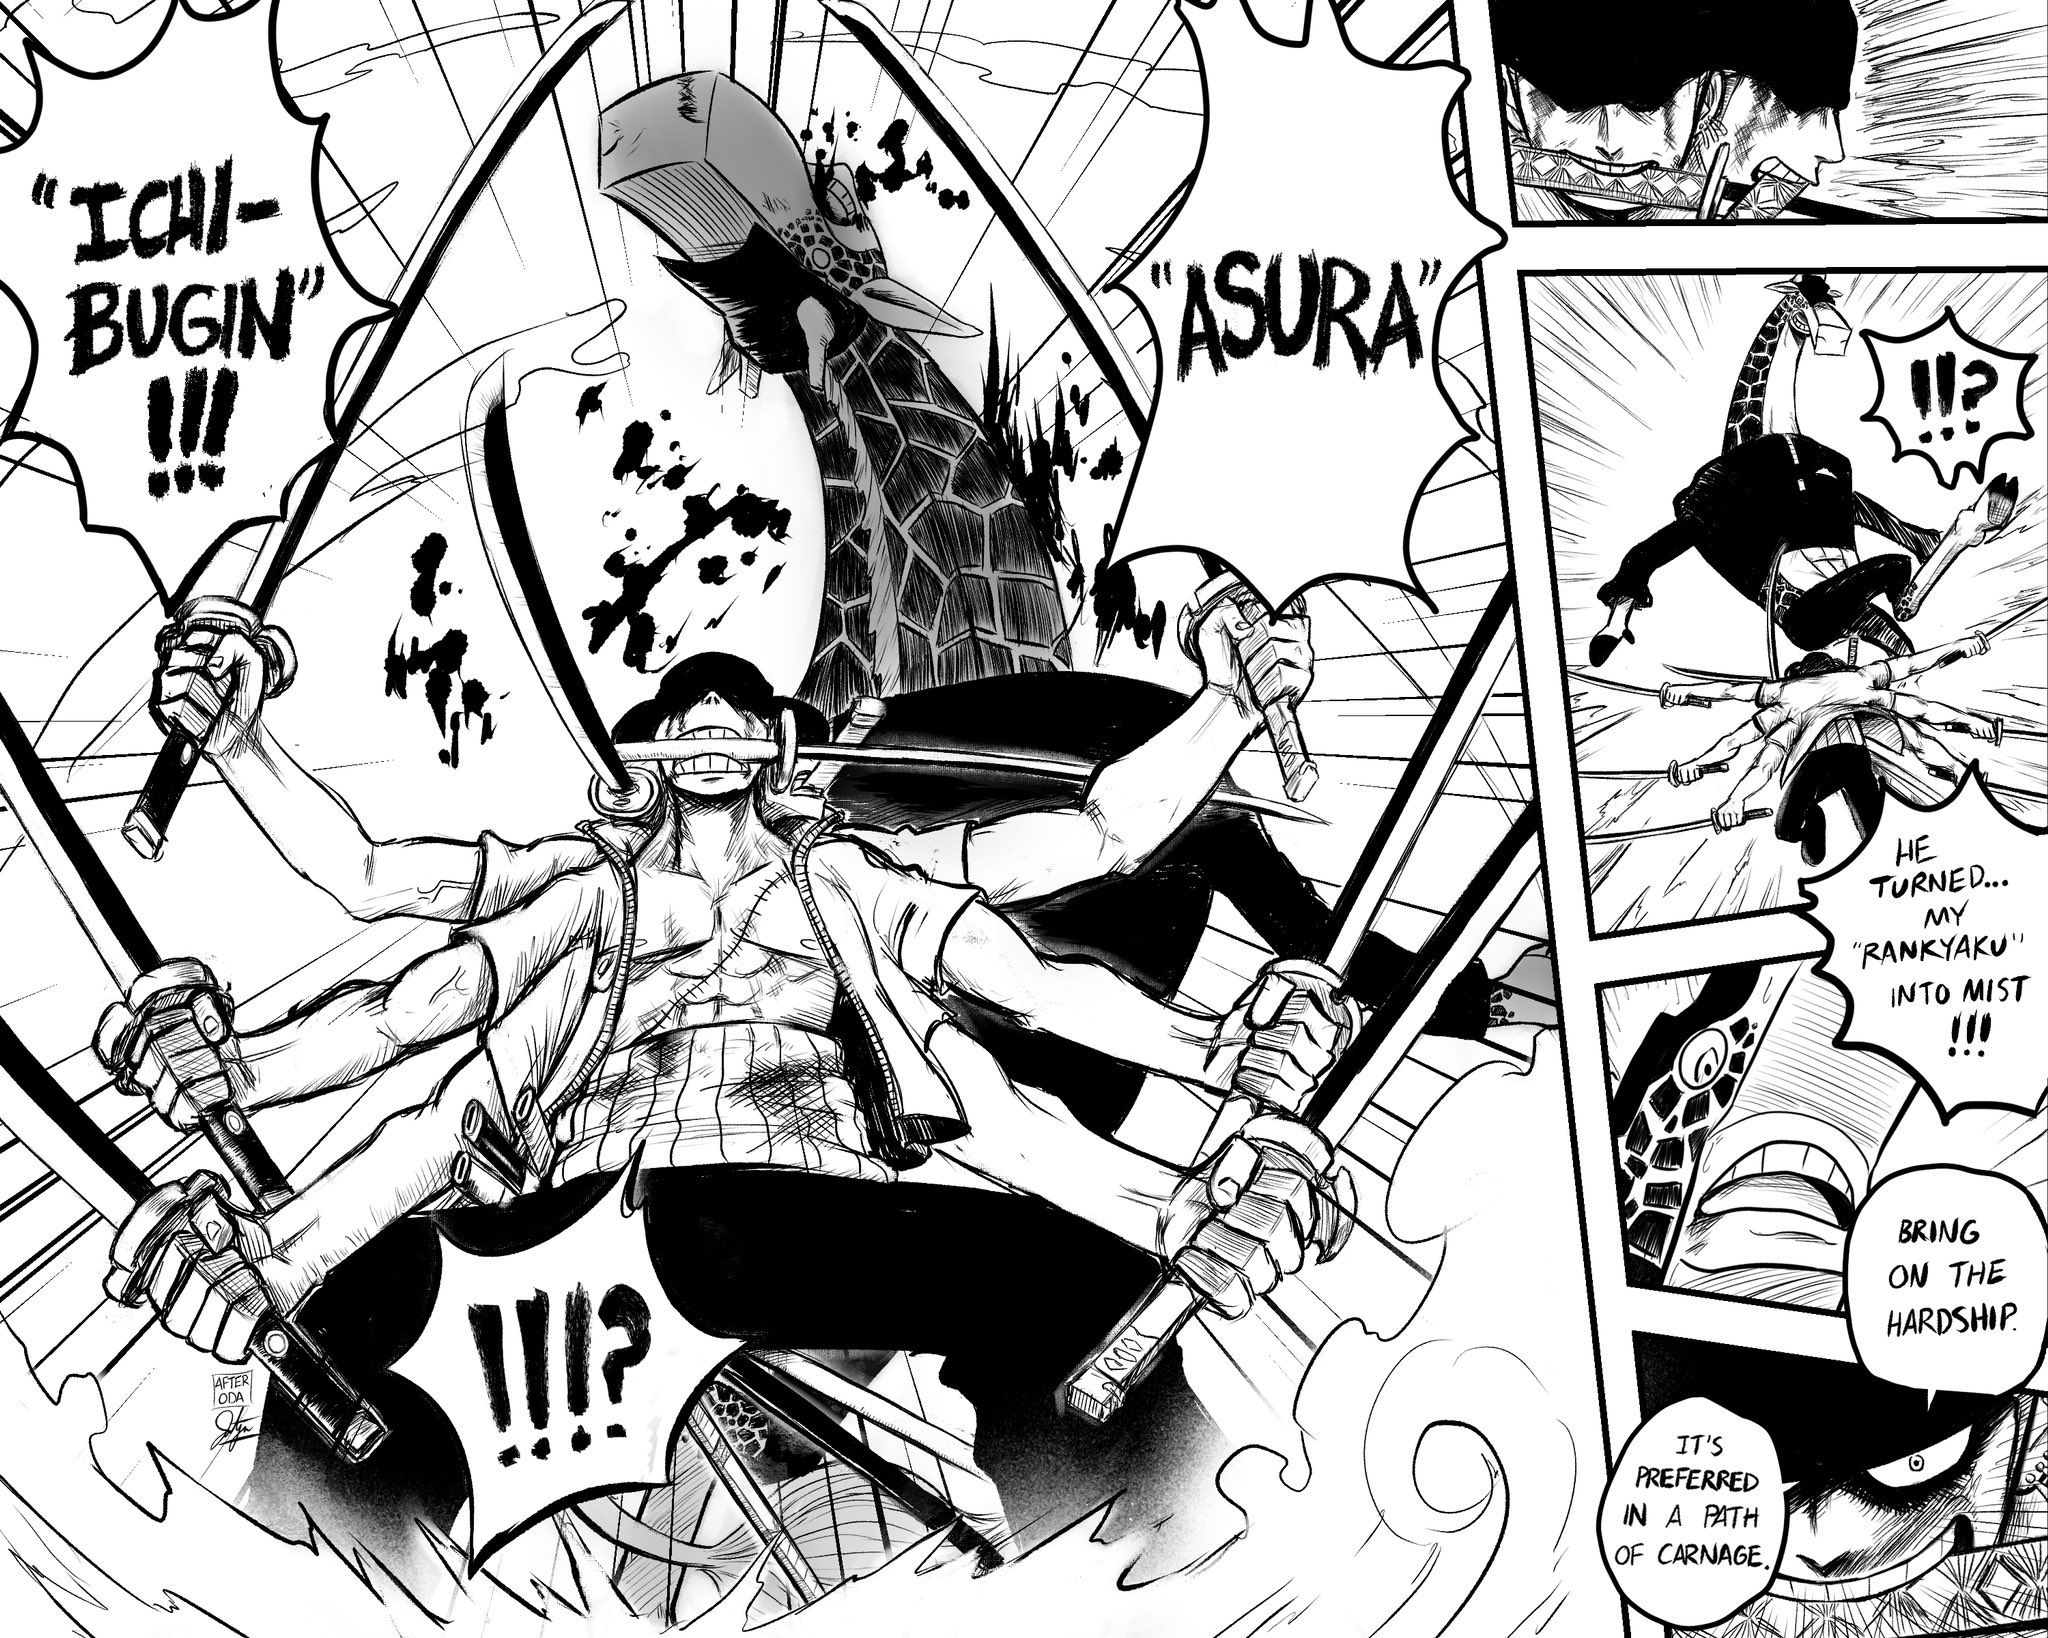 !!!?
HE
TURNED...
MY
"RANKYAKU"
INTO MIST
!!!
BRING
ON THE
HARDSHIP.
IT'S
PREFERRED
IN A PATH
OF CARNAGE.
"ASURA"
"ICHI-
BUGIN"
!!!
!!!?
AFTER
ODA